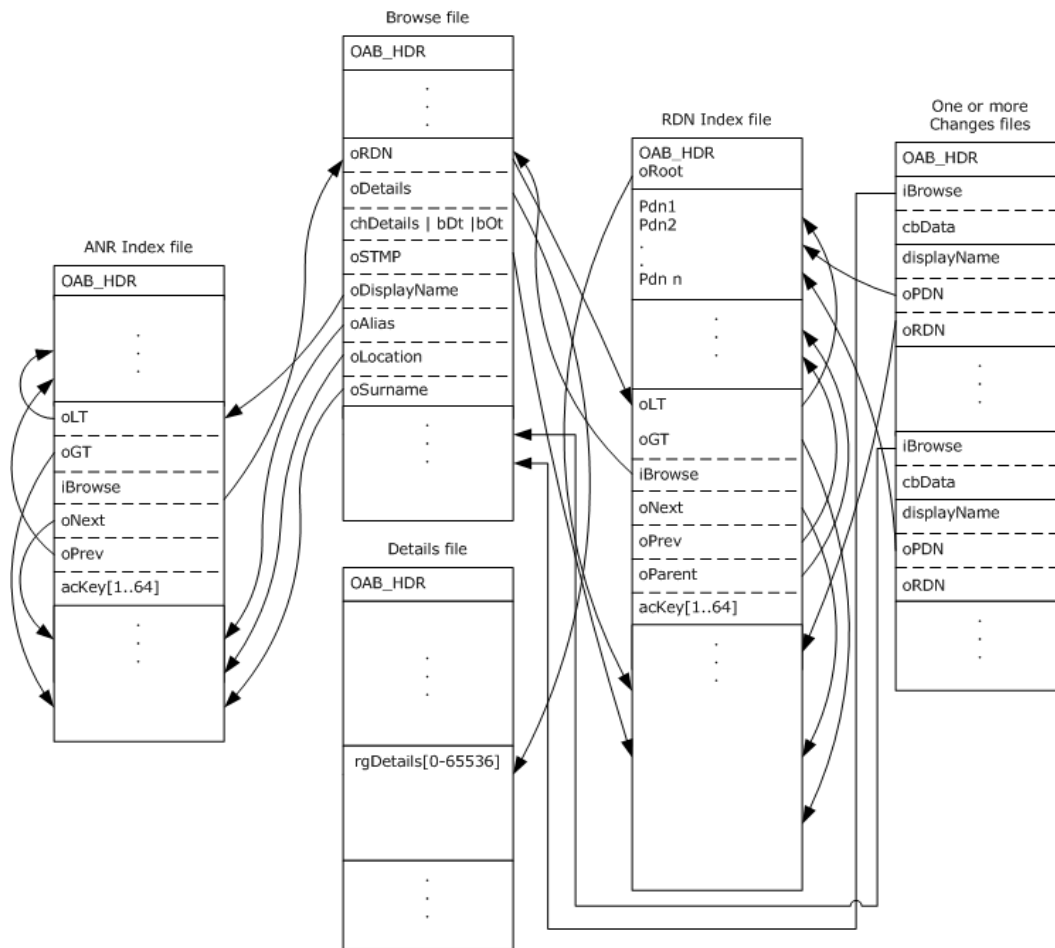 Browse file
OAB_HDR
.
.
.
oRDN
oDetails
chDetails | bDt |bOt
oSTMP
oDisplayName
oAlias
oLocation
oSurname
.
.
.
ANR Index file
OAB_HDR
.
.
.
oLT
oGT
iBrowse
oNext
oPrev
acKey[1..64]
.
.
.
Details file
OAB_HDR
.
.
.
rgDetails[0-65536]
.
.
.
RDN Index file
OAB_HDR
oRoot
Pdn1
Pdn2
.
.
Pdn n
.
.
.
oLT
oGT
iBrowse
oNext
oPrev
oParent
acKey[1..64]
.
.
.
One or more
Changes files
OAB_HDR
iBrowse
cbData
displayName
oPDN
oRDN
.
.
.
iBrowse
cbData
displayName
oPDN
oRDN
.
.
.